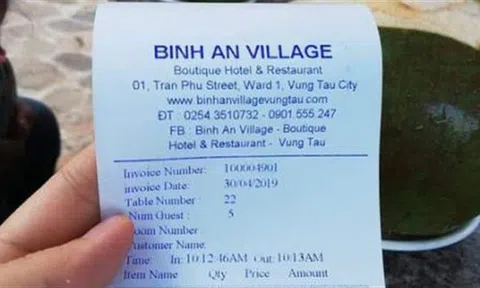 BINH AN VILLAGE
Boutique Hotel & Restaurant
01, Tran Phu Street, Ward 1, Vung Tau City
www.binhanvillagevungtau.com
ĐT : 0254.3510732 - 0901.555.247
FB : Binh An Village - Boutique
Hotel & Restaurant - Vung Tau
Invoice Number: 100004901
invoice Date: 30/04/2019
Table Number : 22
Num Guest : 5
Room Number
Customer Name:
Time: In: 10:12:46AM Out: 10:13AM
Item Name Qty Price Amount